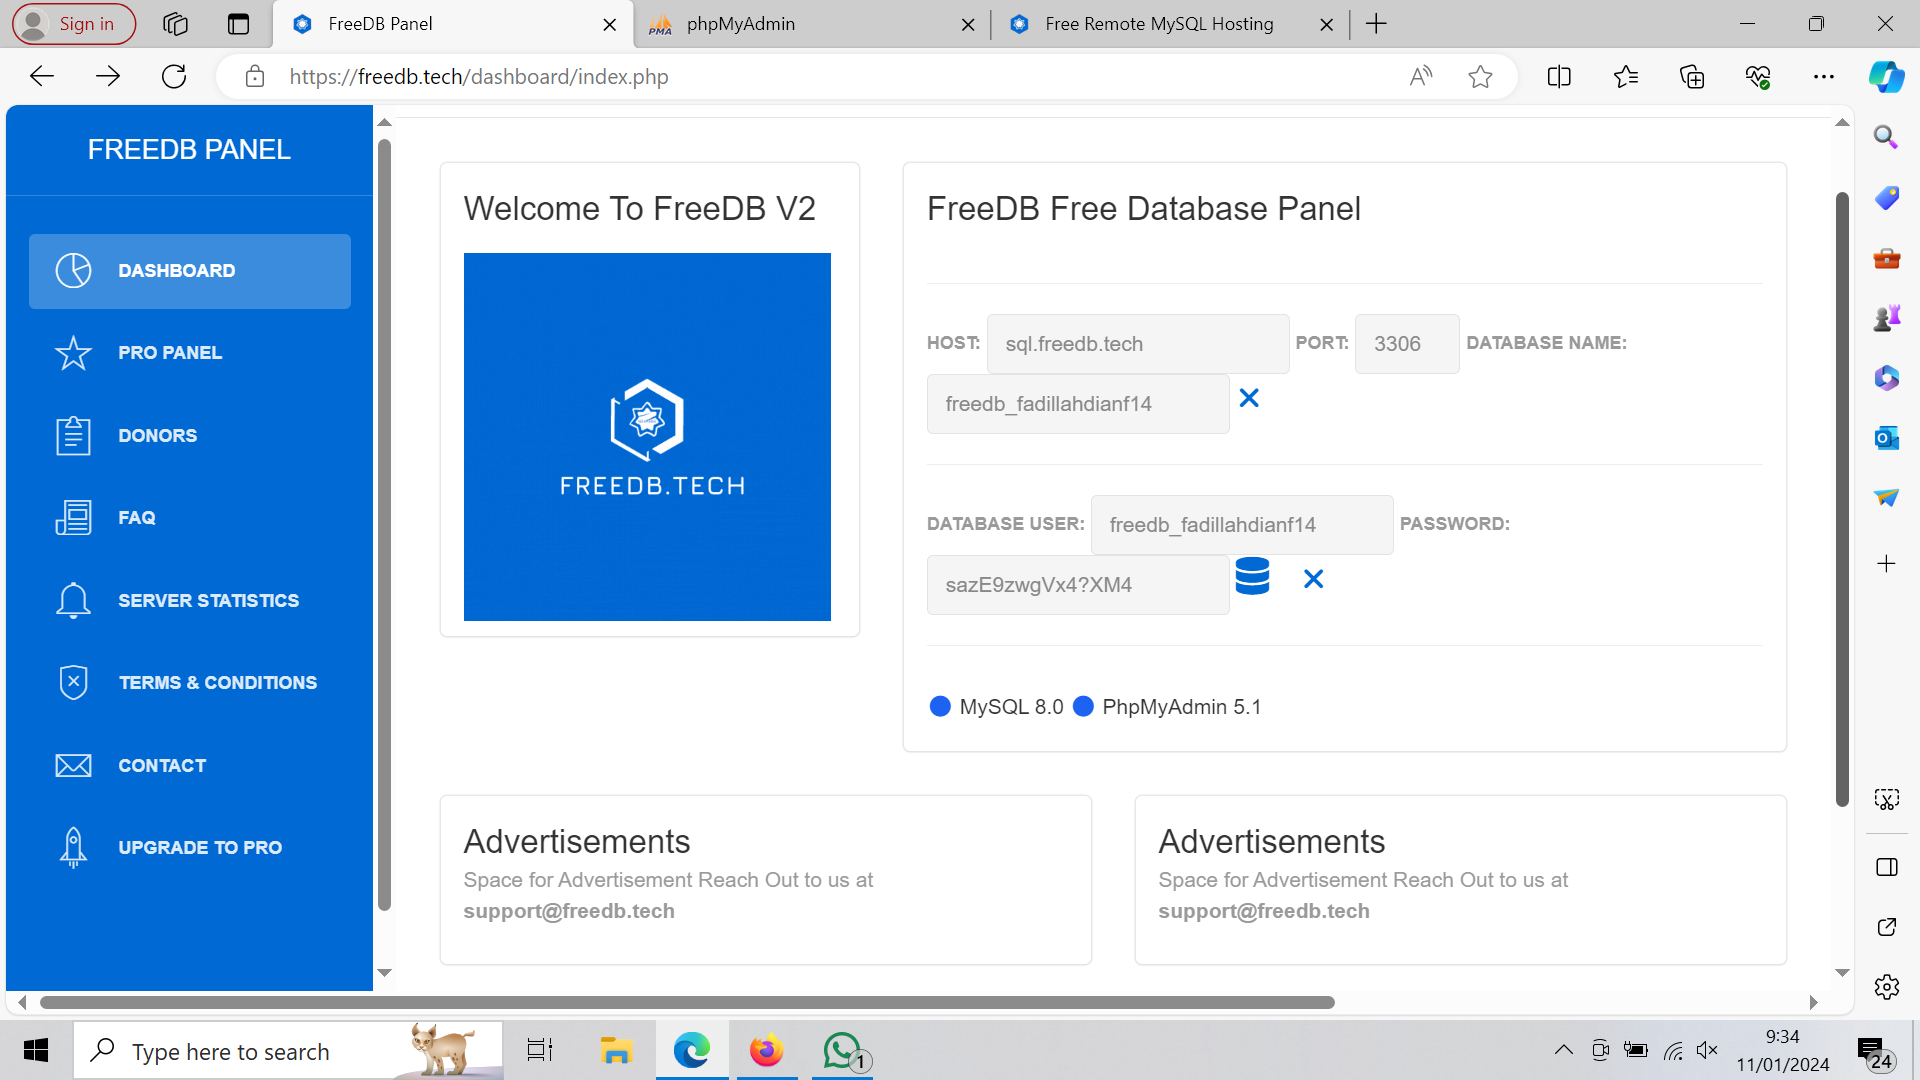 Sign in
FreeDB Panel
phpMyAdmin
Free Remote MySQL Hosting
https://freedb.tech/dashboard/index.php
FREEDB PANEL
DASHBOARD
PRO PANEL
DONORS
FAQ
SERVER STATISTICS
TERMS & CONDITIONS
CONTACT
UPGRADE TO PRO
Welcome To FreeDB V2
FREEDB.TECH
FreeDB Free Database Panel
HOST: sql.freedb.tech PORT: 3306 DATABASE NAME:
freedb_fadillahdianf14
DATABASE USER: freedb_fadillahdianf14 PASSWORD:
sazE9zwgVx4?XM4
MySQL 8.0 PhpMyAdmin 5.1
Advertisements
Space for Advertisement Reach Out to us at
support@freedb.tech
Advertisements
Space for Advertisement Reach Out to us at
support@freedb.tech
Type here to search
1
9:34
11/01/2024
24